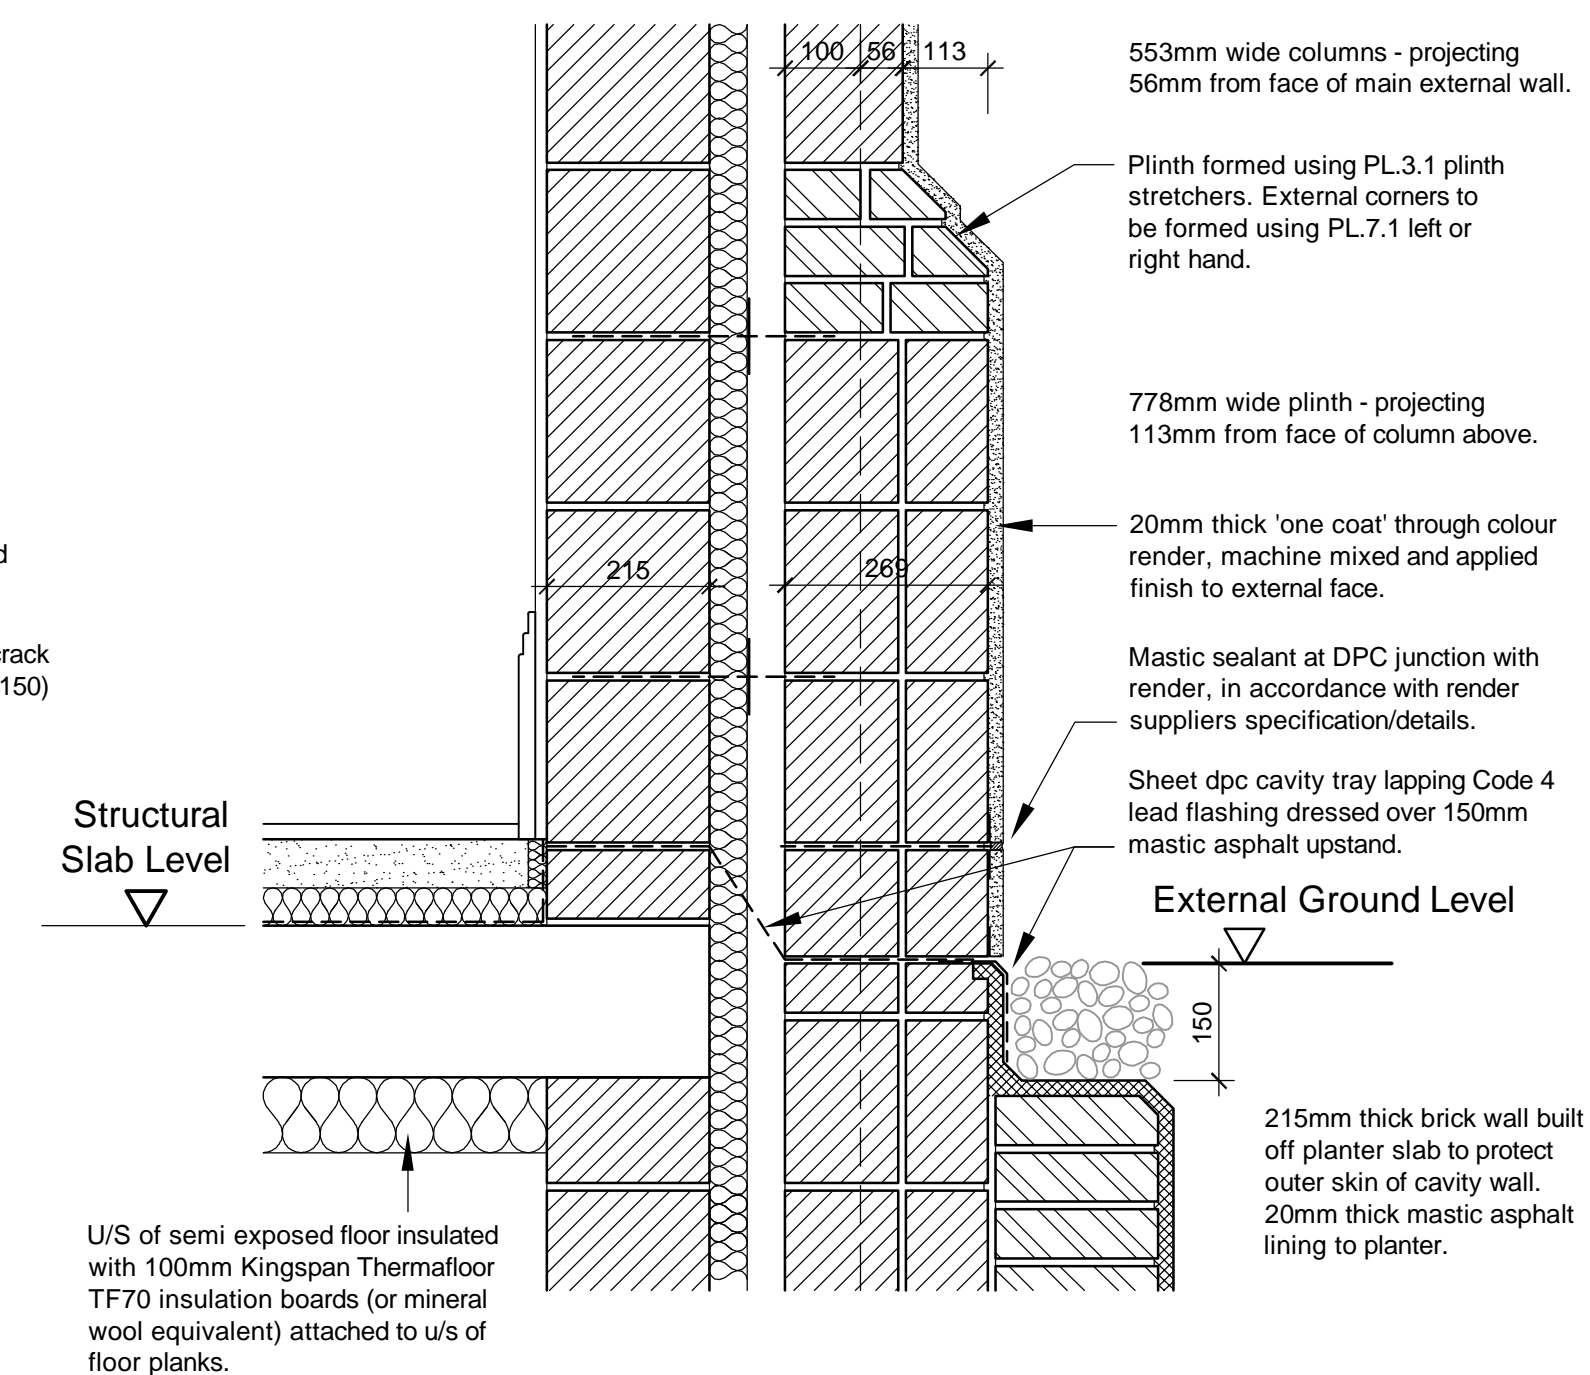 100 56 113
553mm wide columns - projecting
56mm from face of main external wall.
Plinth formed using PL.3.1 plinth
stretchers. External corners to
be formed using PL.7.1 left or
right hand.
778mm wide plinth - projecting
113mm from face of column above.
20mm thick 'one coat' through colour
render, machine mixed and applied
finish to external face.
215
269
crack
150)
Mastic sealant at DPC junction with
render, in accordance with render
suppliers specification/details.
Sheet dpc cavity tray lapping Code 4
lead flashing dressed over 150mm
mastic asphalt upstand.
Structural
Slab Level
External Ground Level
150
215mm thick brick wall built
off planter slab to protect
outer skin of cavity wall.
20mm thick mastic asphalt
lining to planter.
U/S of semi exposed floor insulated
with 100mm Kingspan Thermafloor
TF70 insulation boards (or mineral
wool equivalent) attached to u/s of
floor planks.